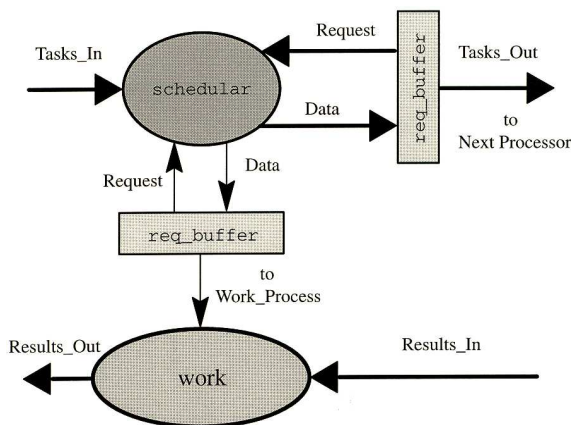 Request
Tasks_In
Tasks_Out
schedular
req_buffer
Data
to
Next Processor
Request
Data
req_buffer
to
Work_Process
Results_Out
Results_In
work